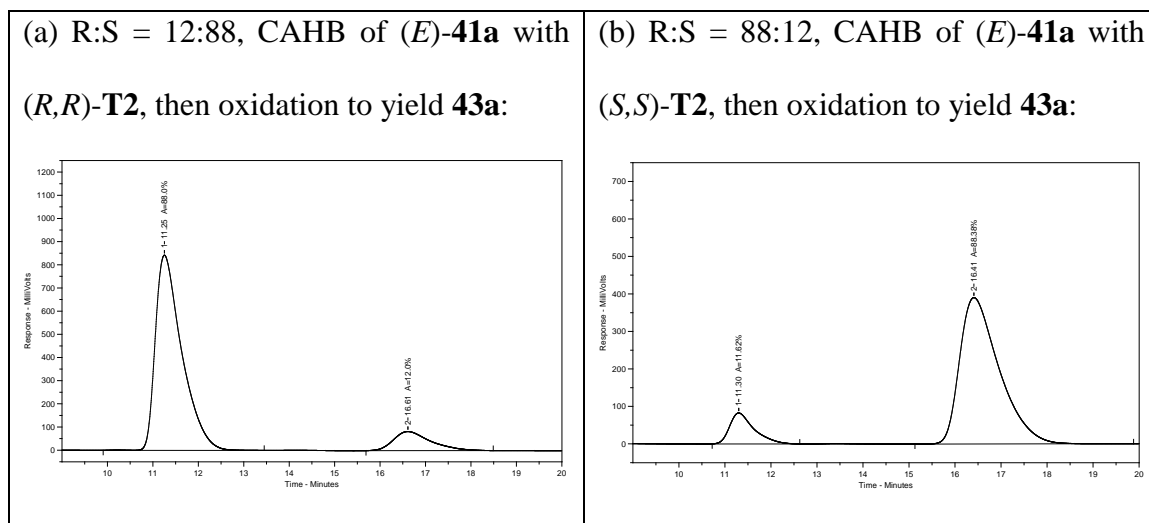 (a) R:S = 12:88, CAHB of (E)-41a with
(R,R)-T2, then oxidation to yield 43a:
1200
1100
1000
900
800
700
600
500
400
300
200
100
0
Response - MilliVolts
1- 11.25 A=88.0%
2- 16.61 A=12.0%
10 11 12 13 14 15 16 17 18 19 20
Time - Minutes
(b) R:S = 88:12, CAHB of (E)-41a with
(S,S)-T2, then oxidation to yield 43a:
700
600
500
400
300
200
100
0
Response - MilliVolts
1- 11.30 A=11.62%
2- 16.41 A=88.38%
10 11 12 13 14 15 16 17 18 19 20
Time - Minutes